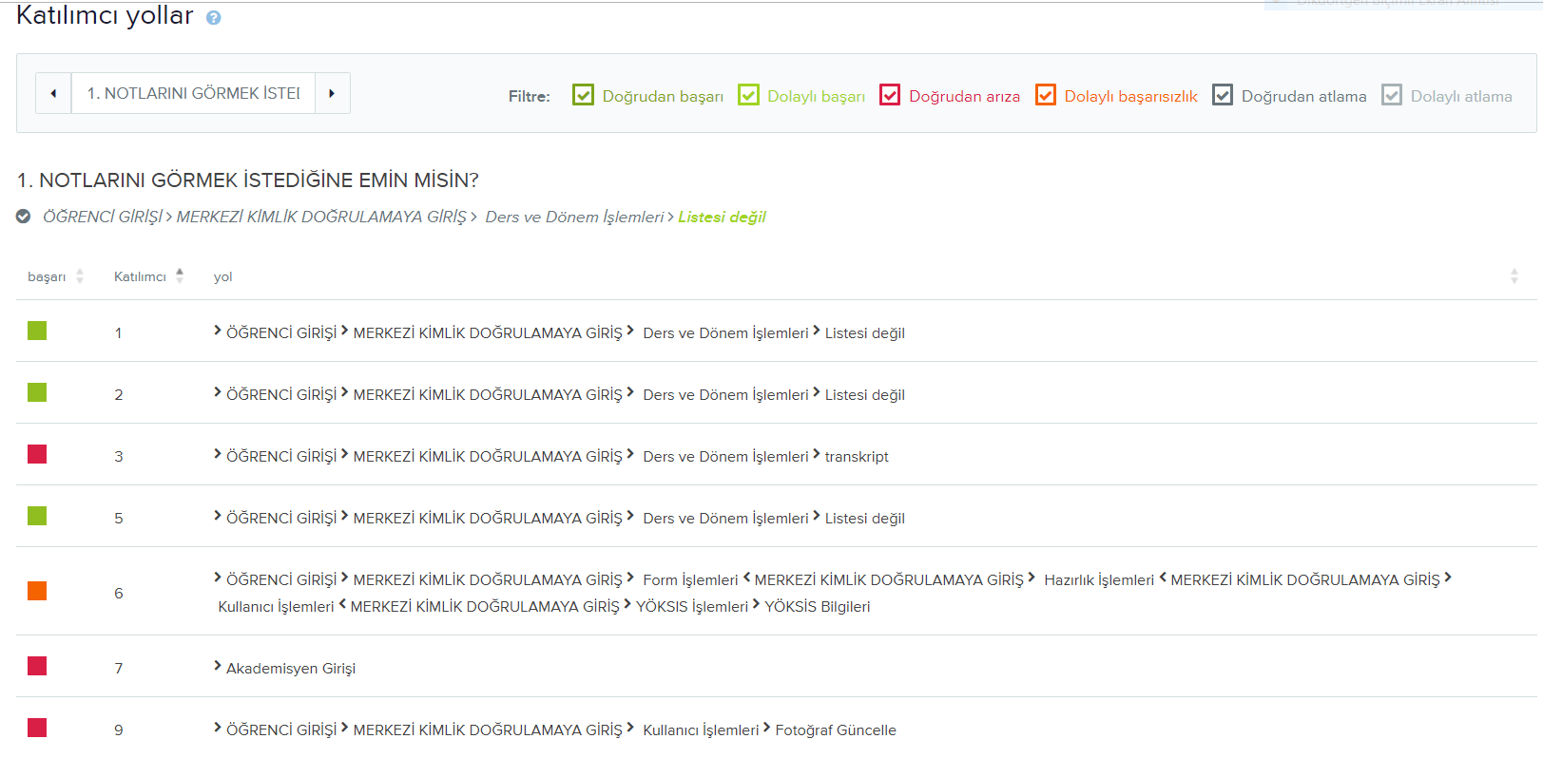 Katılımcı yollar ?
1. NOTLARINI GÖRMEK İSTEI
Filtre: Doğrudan başarı Dolaylı başarı Doğrudan arıza Dolaylı başarısızlık Doğrudan atlama Dolaylı atlama
1. NOTLARINI GÖRMEK İSTEDİĞİNE EMİN MİSİN?
ÖĞRENCİ GİRİŞİ > MERKEZİ KİMLİK DOĞRULAMAYA GİRİŞ > Ders ve Dönem İşlemleri > Listesi değil
başarı Katılımcı yol
1 > ÖĞRENCİ GİRİŞİ > MERKEZİ KİMLİK DOĞRULAMAYA GİRİŞ > Ders ve Dönem İşlemleri > Listesi değil
2 > ÖĞRENCİ GİRİŞİ > MERKEZİ KİMLİK DOĞRULAMAYA GİRİŞ > Ders ve Dönem İşlemleri > Listesi değil
3 > ÖĞRENCİ GİRİŞİ > MERKEZİ KİMLİK DOĞRULAMAYA GİRİŞ > Ders ve Dönem İşlemleri > transkript
5 > ÖĞRENCİ GİRİŞİ > MERKEZİ KİMLİK DOĞRULAMAYA GİRİŞ > Ders ve Dönem İşlemleri > Listesi değil
6 > ÖĞRENCİ GİRİŞİ > MERKEZİ KİMLİK DOĞRULAMAYA GİRİŞ > Form İşlemleri < MERKEZİ KİMLİK DOĞRULAMAYA GİRİŞ > Hazırlık İşlemleri < MERKEZİ KİMLİK DOĞRULAMAYA GİRİŞ >
Kullanıcı İşlemleri < MERKEZİ KİMLİK DOĞRULAMAYA GİRİŞ > YÖKSIS İşlemleri > YÖKSİS Bilgileri
7 > Akademisyen Girişi
9 > ÖĞRENCİ GİRİŞİ > MERKEZİ KİMLİK DOĞRULAMAYA GİRİŞ > Kullanıcı İşlemleri > Fotoğraf Güncelle